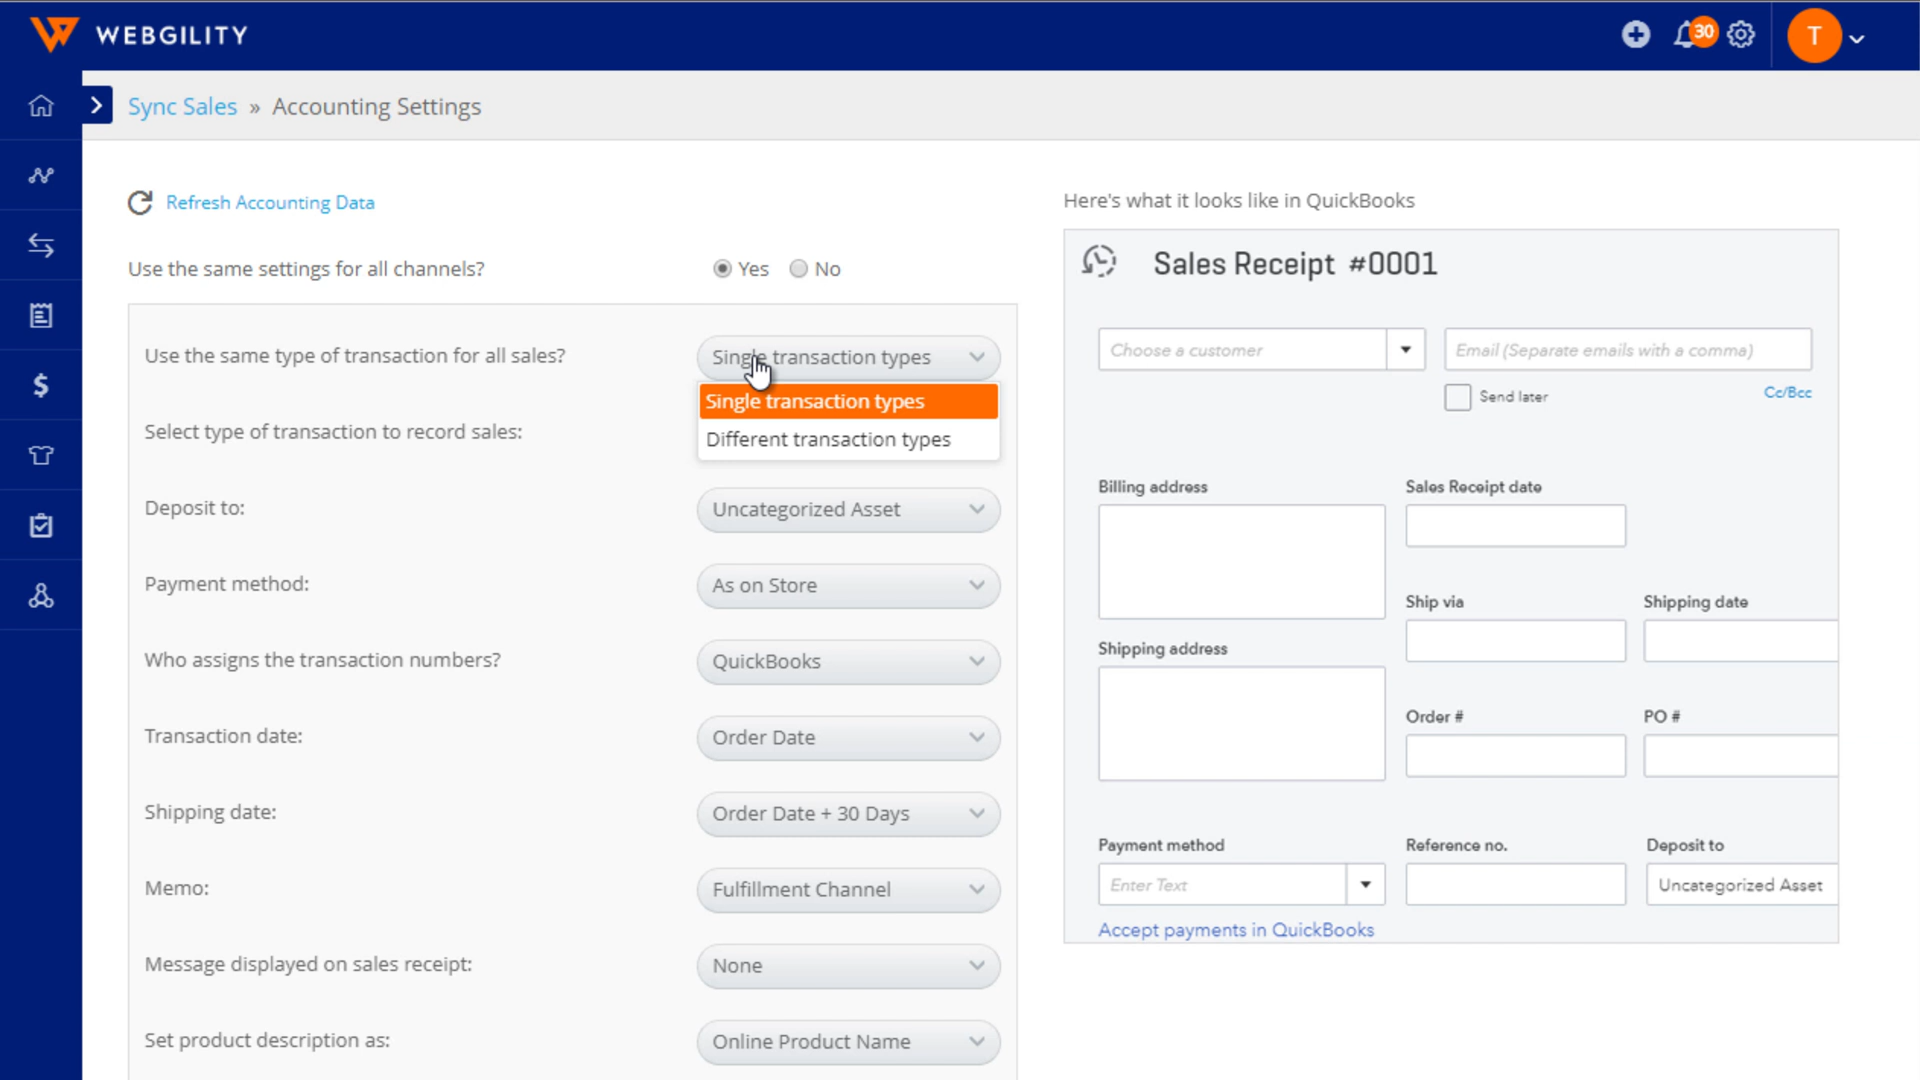 WEBGILITY
30
T
Sync Sales » Accounting Settings
Refresh Accounting Data
Use the same settings for all channels? Yes No
Use the same type of transaction for all sales? Single transaction types
Single transaction types
Different transaction types
Select type of transaction to record sales:
Deposit to: Uncategorized Asset
Payment method: As on Store
Who assigns the transaction numbers? QuickBooks
Transaction date: Order Date
Shipping date: Order Date + 30 Days
Memo: Fulfillment Channel
Message displayed on sales receipt: None
Set product description as: Online Product Name
Here's what it looks like in QuickBooks
Sales Receipt #0001
Choose a customer Email (Separate emails with a comma)
Send later Cc/Bcc
Billing address Sales Receipt date
Ship via Shipping date
Shipping address
Order # PO #
Payment method Reference no. Deposit to
Enter Text Uncategorized Asset
Accept payments in QuickBooks